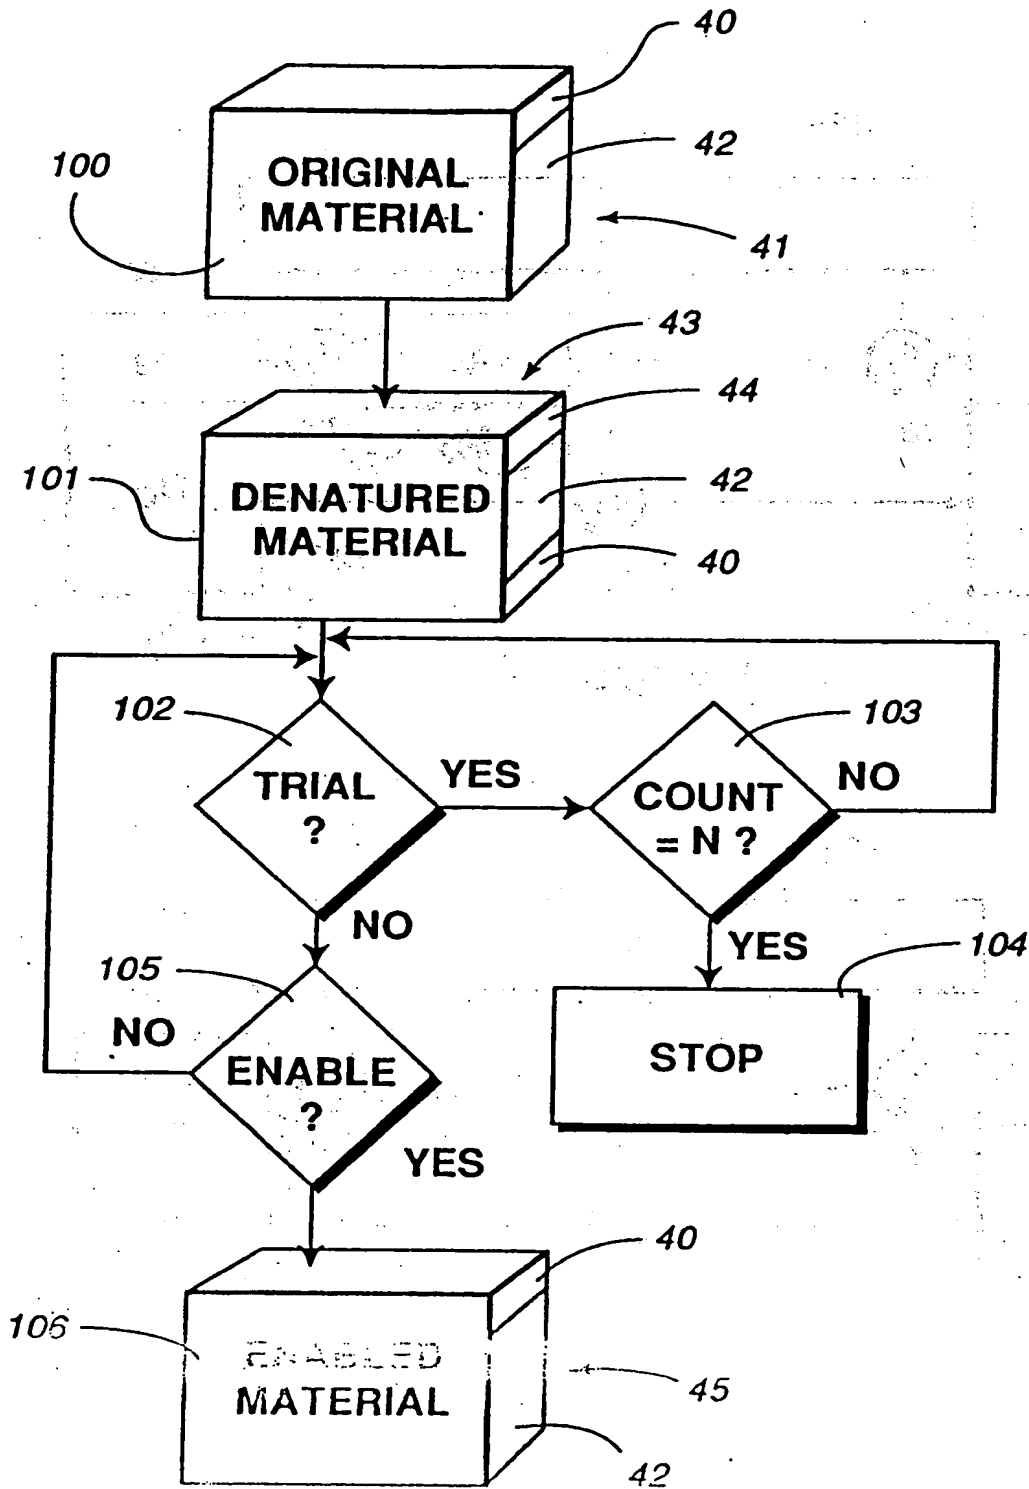 40
100
ORIGINAL
MATERIAL
42
41
43
44
101
DENATURED
MATERIAL
42
40
102
TRIAL
?
YES
103
COUNT
= N ?
NO
NO
YES
104
105
NO
ENABLE
?
STOP
YES
40
106
ENABLED
MATERIAL
45
42